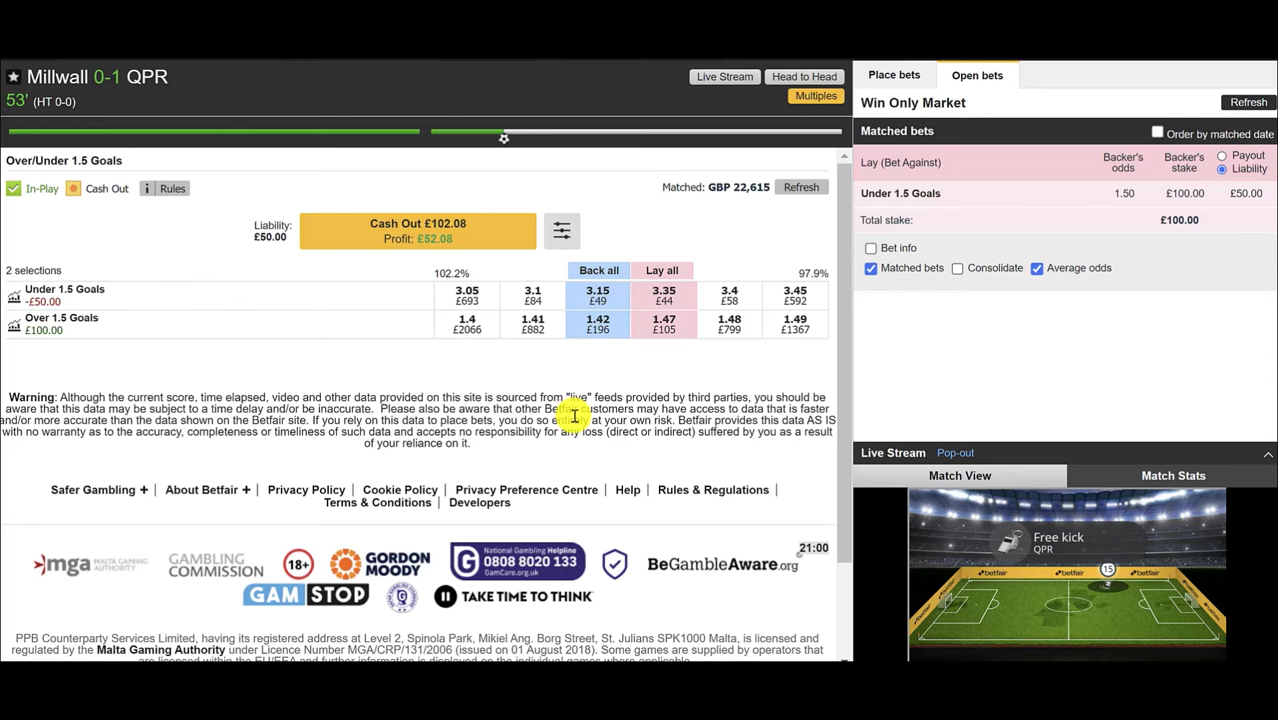 Millwall 0-1 QPR
53' (HT 0-0)
Live Stream
Head to Head
Multiples
Over/Under 1.5 Goals
In-Play
Cash Out
i Rules
Matched: GBP 22,615
Refresh
Liability:
£50.00
Cash Out £102.08
Profit: £52.08
2 selections
102.2%
Back all
Lay all
97.9%
Under 1.5 Goals
-£50.00
3.05 3.1 3.15 3.35 3.4 3.45
£693 £84 £49 £44 £58 £592
Over 1.5 Goals
£100.00
1.4 1.41 1.42 1.47 1.48 1.49
£2066 £882 £196 £105 £799 £1367
Warning: Although the current score, time elapsed, video and other data provided on this site is sourced from "live" feeds provided by third parties, you should be
aware that this data may be subject to a time delay and/or be inaccurate. Please also be aware that other Betfair customers may have access to data that is faster
and/or more accurate than the data shown on the Betfair site. If you rely on this data to place bets, you do so entirely at your own risk. Betfair provides this data AS IS
with no warranty as to the accuracy, completeness or timeliness of such data and accepts no responsibility for any loss (direct or indirect) suffered by you as a result
of your reliance on it.
Safer Gambling + | About Betfair + | Privacy Policy | Cookie Policy | Privacy Preference Centre | Help | Rules & Regulations |
Terms & Conditions | Developers
mga MALTA GAMING AUTHORITY
GAMBLING COMMISSION
18+
GORDON MOODY
National Gambling Helpline
0808 8020 133
GamCare.org.uk
BeGambleAware.org
21:00
GAMSTOP
TAKE TIME TO THINK
PPB Counterparty Services Limited, having its registered address at Level 2, Spinola Park, Mikiel Ang. Borg Street, St. Julians SPK1000 Malta, is licensed and
regulated by the Malta Gaming Authority under Licence Number MGA/CRP/131/2006 (issued on 01 August 2018). Some games are supplied by operators that
Place bets
Open bets
Win Only Market
Refresh
Matched bets
Order by matched date
Lay (Bet Against)
Backer's odds
Backer's stake
Payout
Liability
Under 1.5 Goals 1.50 £100.00 £50.00
Total stake: £100.00
Bet info
Matched bets Consolidate Average odds
Live Stream Pop-out
Match View
Match Stats
Free kick
QPR
betfair betfair betfair
15